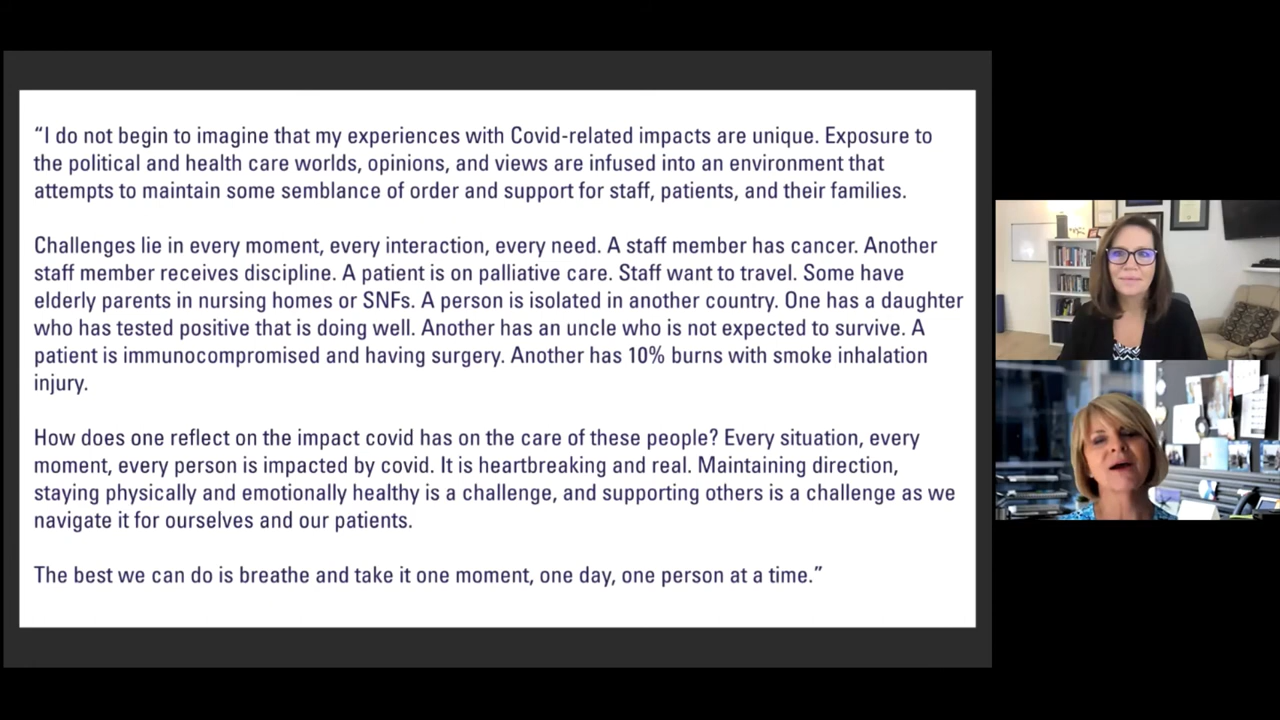 “I do not begin to imagine that my experiences with Covid-related impacts are unique. Exposure to
the political and health care worlds, opinions, and views are infused into an environment that
attempts to maintain some semblance of order and support for staff, patients, and their families.
Challenges lie in every moment, every interaction, every need. A staff member has cancer. Another
staff member receives discipline. A patient is on palliative care. Staff want to travel. Some have
elderly parents in nursing homes or SNFs. A person is isolated in another country. One has a daughter
who has tested positive that is doing well. Another has an uncle who is not expected to survive. A
patient is immunocompromised and having surgery. Another has 10% burns with smoke inhalation
injury.
How does one reflect on the impact covid has on the care of these people? Every situation, every
moment, every person is impacted by covid. It is heartbreaking and real. Maintaining direction,
staying physically and emotionally healthy is a challenge, and supporting others is a challenge as we
navigate it for ourselves and our patients.
The best we can do is breathe and take it one moment, one day, one person at a time.”